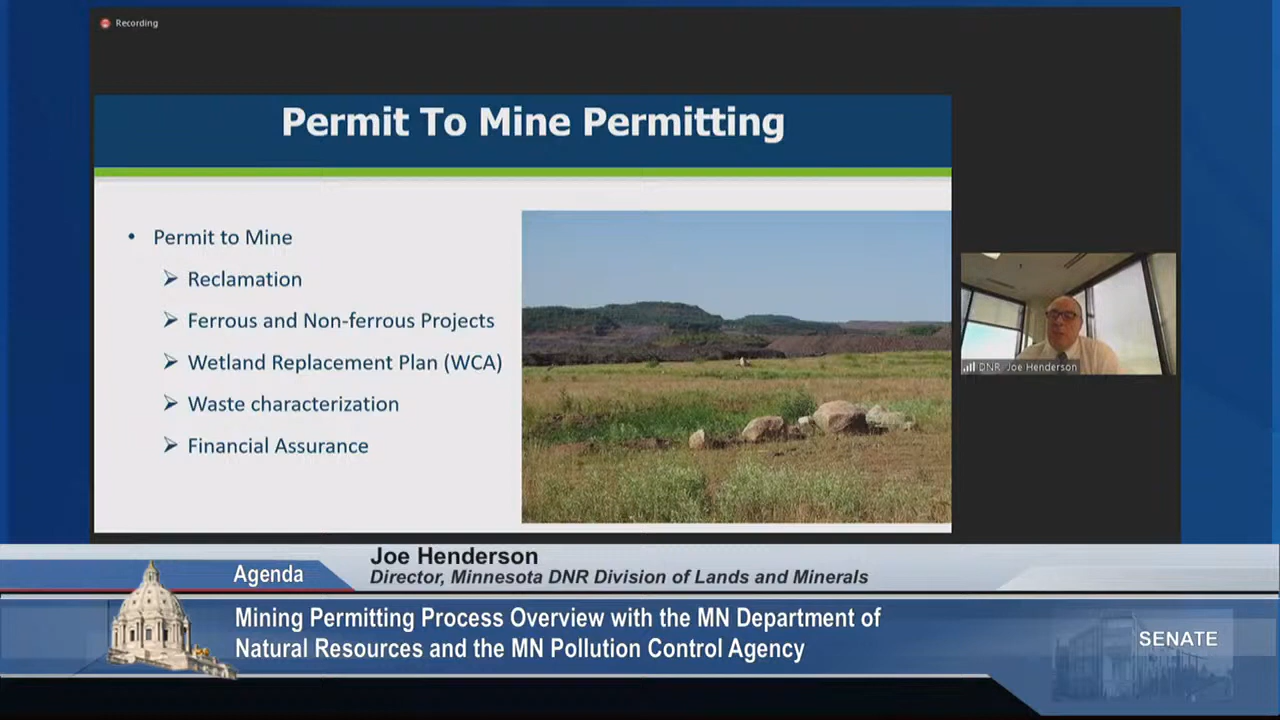 Recording
Permit To Mine Permitting
• Permit to Mine
➢ Reclamation
➢ Ferrous and Non-ferrous Projects
➢ Wetland Replacement Plan (WCA)
➢ Waste characterization
➢ Financial Assurance
DNR_Joe Henderson
Joe Henderson
Director, Minnesota DNR Division of Lands and Minerals
Agenda
Mining Permitting Process Overview with the MN Department of
Natural Resources and the MN Pollution Control Agency
SENATE